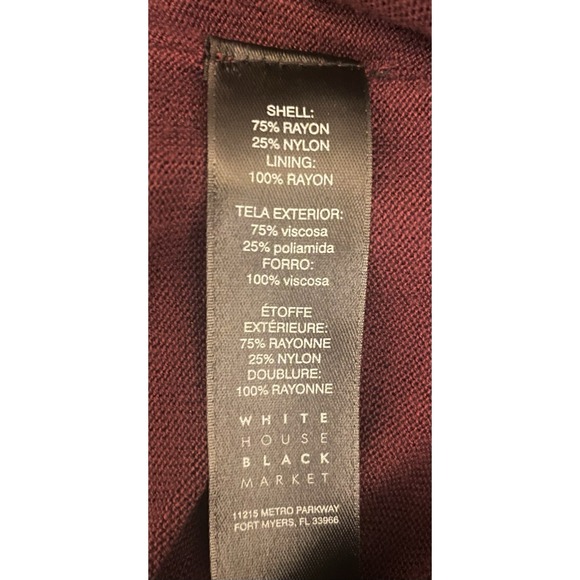 SHELL:
75% RAYON
25% NYLON
LINING:
100% RAYON
TELA EXTERIOR:
75% viscosa
25% poliamida
FORRO:
100% viscosa
ÉTOFFE
EXTÉRIEURE:
75% RAYONNE
25% NYLON
DOUBLURE:
100% RAYONNE
WHITE
HOUSE
BLACK
MARKET
11215 METRO PARKWAY
FORT MYERS, FL 33966